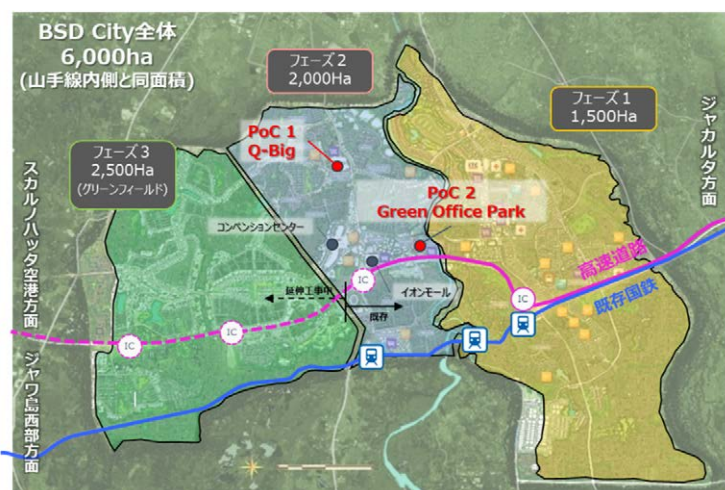 BSD City全体
6,000ha
(山手線内側と同面積)
フェーズ2
2,000Ha
フェーズ1
1,500Ha
フェーズ3
2,500Ha
(グリーンフィールド)
PoC 1
Q-Big
PoC 2
Green Office Park
コンベンションセンター
イオンモール
延伸工事中
既存
IC
IC
IC
IC
高速道路
既存国鉄
ジャカルタ方面
スカルノハッタ空港方面
ジャワ島西部方面